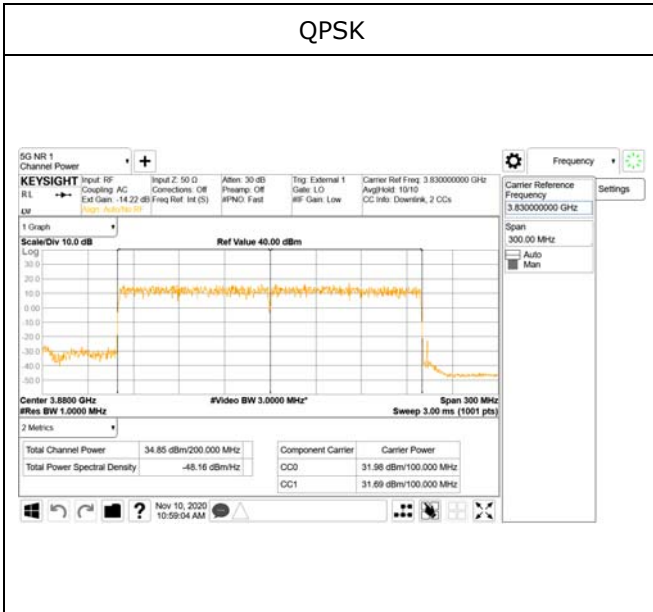 QPSK
5G NR 1
Channel Power
Frequency
KEYSIGHT
Input: RF
Input Z: 50 Ω
Atten: 30 dB
Trig: External 1
Carrier Ref Freq: 3.830000000 GHz
RL
Coupling: AC
Corrections: Off
Preamp: Off
Gate: LO
Avg|Hold: 10/10
Ext Gain: -14.22 dB
Freq Ref: Int (S)
#PNO: Fast
#IF Gain: Low
CC Info: Downlink, 2 CCs
Align: Auto/No RF
Carrier Reference
Frequency
3.830000000 GHz
Settings
Span
300.00 MHz
Auto
Man
1 Graph
Scale/Div 10.0 dB
Ref Value 40.00 dBm
Log
30.0
20.0
10.0
0.00
-10.0
-20.0
-30.0
-40.0
-50.0
Center 3.8800 GHz
#Video BW 3.0000 MHz*
Span 300 MHz
#Res BW 1.0000 MHz
Sweep 3.00 ms (1001 pts)
2 Metrics
Total Channel Power
34.85 dBm/200.000 MHz
Total Power Spectral Density
-48.16 dBm/Hz
Component Carrier
Carrier Power
CC0
31.98 dBm/100.000 MHz
CC1
31.69 dBm/100.000 MHz
?
Nov 10, 2020
10:59:04 AM